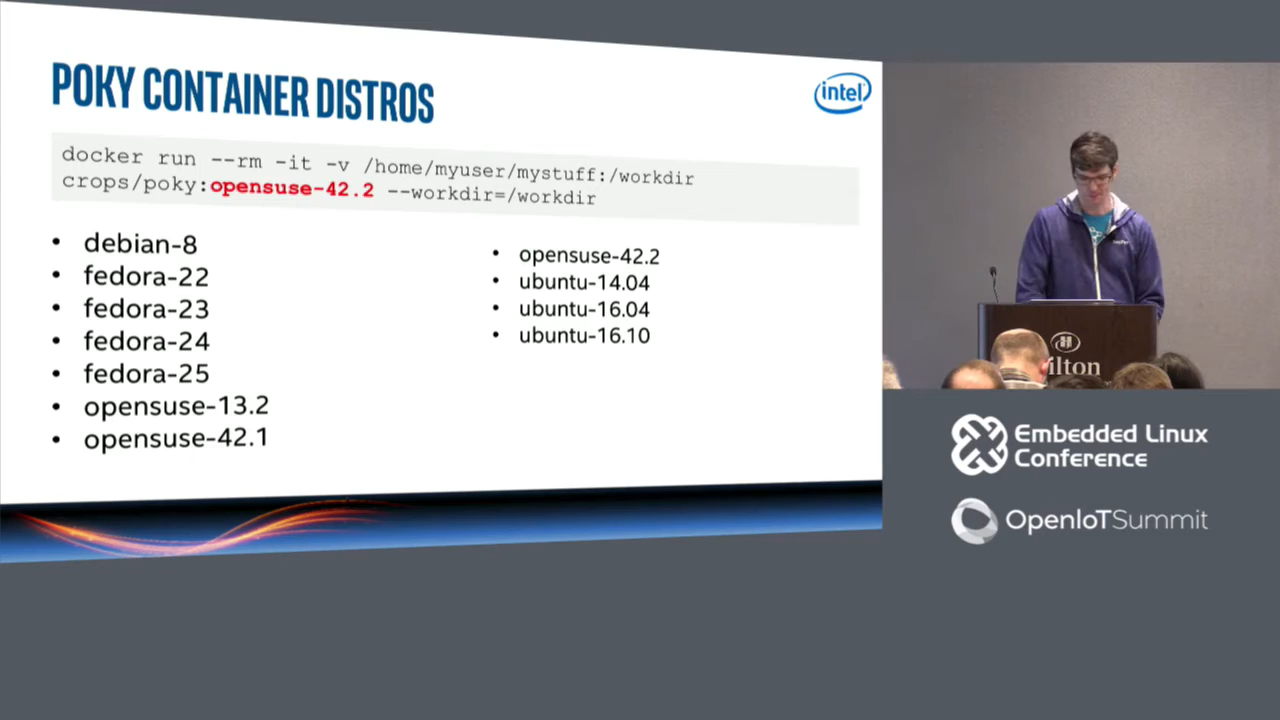 POKY CONTAINER DISTROS
intel
docker run --rm -it -v /home/myuser/mystuff:/workdir
crops/poky:opensuse-42.2 --workdir=/workdir
• debian-8
• fedora-22
• fedora-23
• fedora-24
• fedora-25
• opensuse-13.2
• opensuse-42.1
• opensuse-42.2
• ubuntu-14.04
• ubuntu-16.04
• ubuntu-16.10
Embedded Linux
Conference
OpenIoTSummit